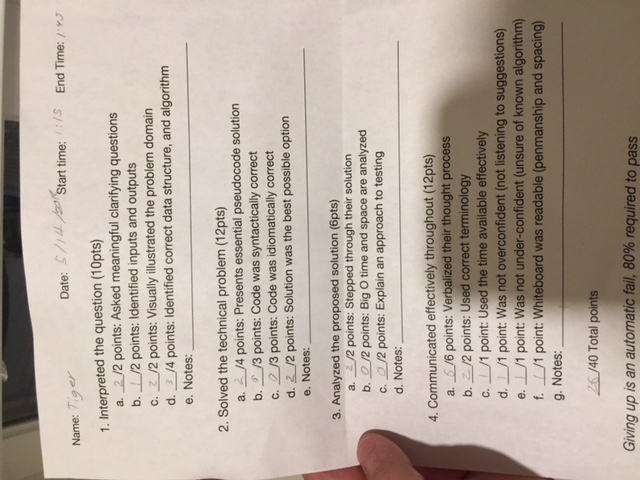 Name: Tiger Date: 5/14/2018 Start time: 1:15 End Time: 1:45
1. Interpreted the question (10pts)
a. 2/2 points: Asked meaningful clarifying questions
b. 1/2 points: Identified inputs and outputs
c. 2/2 points: Visually illustrated the problem domain
d. 3/4 points: Identified correct data structure, and algorithm
e. Notes:
2. Solved the technical problem (12pts)
a. 2/4 points: Presents essential pseudocode solution
b. 0/3 points: Code was syntactically correct
c. 0/3 points: Code was idiomatically correct
d. 2/2 points: Solution was the best possible option
e. Notes:
3. Analyzed the proposed solution (6pts)
a. 2/2 points: Stepped through their solution
b. 0/2 points: Big O time and space are analyzed
c. 0/2 points: Explain an approach to testing
d. Notes:
4. Communicated effectively throughout (12pts)
a. 6/6 points: Verbalized their thought process
b. 2/2 points: Used correct terminology
c. 1/1 point: Used the time available effectively
d. 1/1 point: Was not overconfident (not listening to suggestions)
e. 1/1 point: Was not under-confident (unsure of known algorithm)
f. 1/1 point: Whiteboard was readable (penmanship and spacing)
g. Notes:
26/40 Total points
Giving up is an automatic fail, 80% required to pass